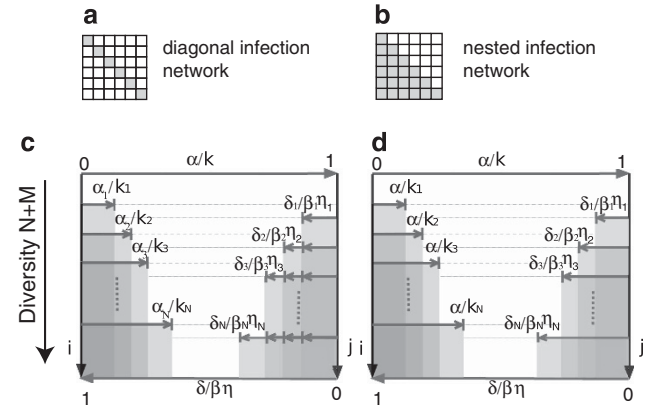 a
diagonal infection
network
b
nested infection
network
c
0
α/k
1
Diversity N+M
α1/k1
δ1/β1η1
α2/k2
δ2/β2η2
α3/k3
δ3/β3η3
αN/kN
δN/βNηN
i
j
1
δ/βη
0
d
0
α/k
1
α/k1
δ1/β1η1
α/k2
δ2/β2η2
α/k3
δ3/β3η3
α/kN
δN/βNηN
i
j
1
δ/βη
0